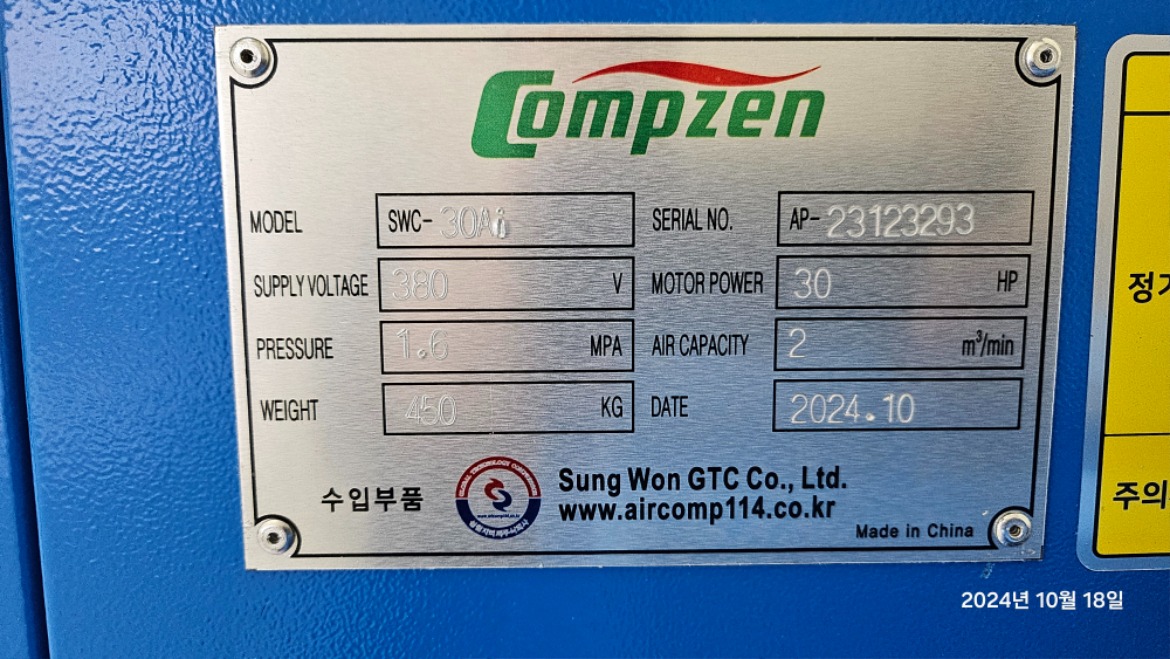 Compzen
MODEL SWC-30Ai SERIAL NO. AP-23123293
SUPPLY VOLTAGE 380 V MOTOR POWER 30 HP
PRESSURE 1.6 MPA AIR CAPACITY 2 m³/min
WEIGHT 450 KG DATE 2024.10
수입부품
Sung Won GTC Co., Ltd.
www.aircomp114.co.kr
Made in China
정기
주의
2024년 10월 18일